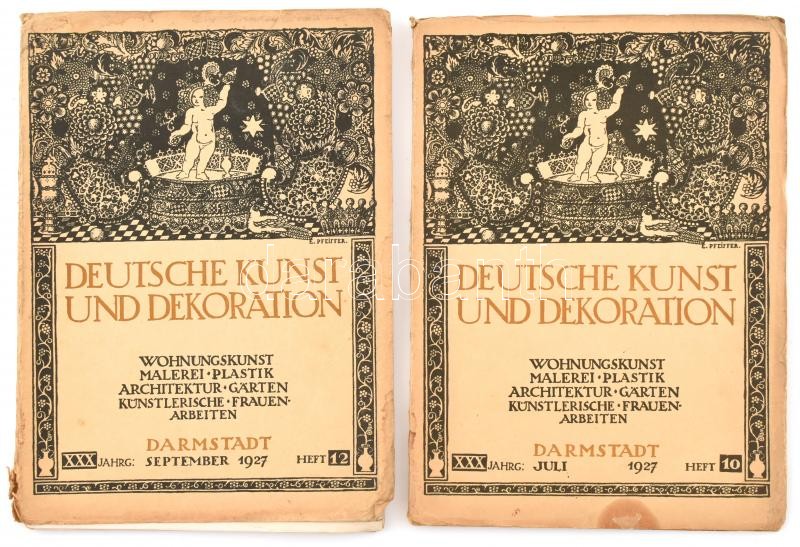 E. PFEIFFER.
DEUTSCHE KUNST
UND DEKORATION
WOHNUNGSKUNST
MALEREI · PLASTIK
ARCHITEKTUR · GÄRTEN
KÜNSTLERISCHE · FRAUEN-
ARBEITEN
DARMSTADT
XXX JAHRG: SEPTEMBER 1927 HEFT 12
E. PFEIFFER.
DEUTSCHE KUNST
UND DEKORATION
WOHNUNGSKUNST
MALEREI · PLASTIK
ARCHITEKTUR · GÄRTEN
KÜNSTLERISCHE · FRAUEN-
ARBEITEN
DARMSTADT
XXX JAHRG: JULI 1927 HEFT 10
darabanth